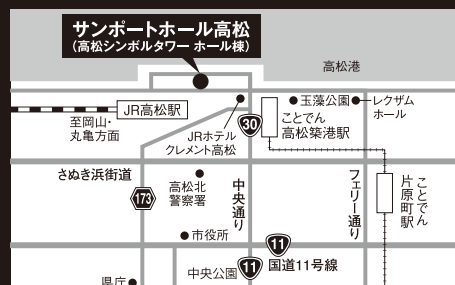 サンポートホール高松
(高松シンボルタワー ホール棟)
高松港
JR高松駅
至岡山・
丸亀方面
JRホテル
クレメント高松
30
玉藻公園
レクザム
ホール
ことでん
高松築港駅
さぬき浜街道
173
高松北
警察署
中央通り
フェリー通り
ことでん
片原町駅
市役所
11
国道11号線
中央公園
11
県庁